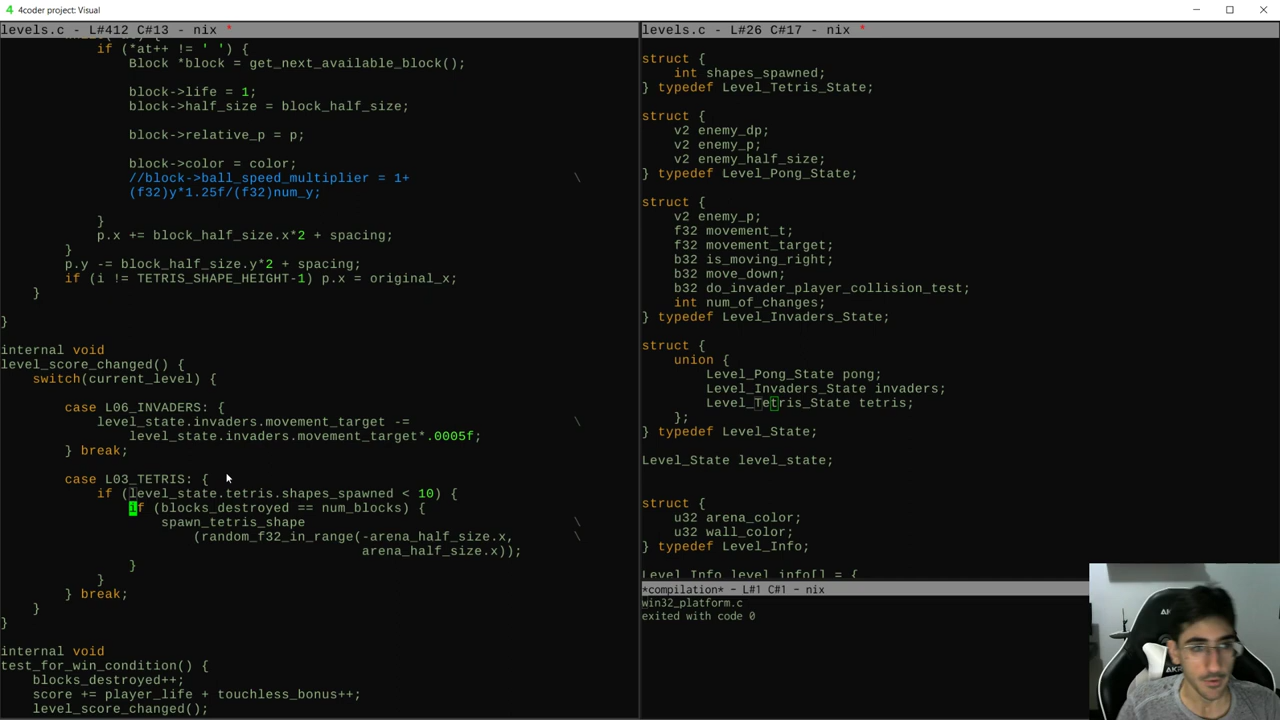 4coder project: Visual
levels.c - L#412 C#13 - nix *
if (*at++ != ' ') {
Block *block = get_next_available_block();
block->life = 1;
block->half_size = block_half_size;
block->relative_p = p;
block->color = color;
//block->ball_speed_multiplier = 1+ \
(f32)y*1.25f/(f32)num_y;
}
p.x += block_half_size.x*2 + spacing;
}
p.y -= block_half_size.y*2 + spacing;
if (i != TETRIS_SHAPE_HEIGHT-1) p.x = original_x;
}
}
internal void
level_score_changed() {
switch(current_level) {
case L06_INVADERS: {
level_state.invaders.movement_target -= \
level_state.invaders.movement_target*.0005f;
} break;
case L03_TETRIS: {
if (level_state.tetris.shapes_spawned < 10) {
if (blocks_destroyed == num_blocks) {
spawn_tetris_shape \
(random_f32_in_range(-arena_half_size.x, \
arena_half_size.x));
}
}
} break;
}
}
internal void
test_for_win_condition() {
blocks_destroyed++;
score += player_life + touchless_bonus++;
level_score_changed();
levels.c - L#26 C#17 - nix *
struct {
int shapes_spawned;
} typedef Level_Tetris_State;
struct {
v2 enemy_dp;
v2 enemy_p;
v2 enemy_half_size;
} typedef Level_Pong_State;
struct {
v2 enemy_p;
f32 movement_t;
f32 movement_target;
b32 is_moving_right;
b32 move_down;
b32 do_invader_player_collision_test;
int num_of_changes;
} typedef Level_Invaders_State;
struct {
union {
Level_Pong_State pong;
Level_Invaders_State invaders;
Level_Tetris_State tetris;
};
} typedef Level_State;
Level_State level_state;
struct {
u32 arena_color;
u32 wall_color;
} typedef Level_Info;
Level_Info level_info[] = {
*compilation* - L#1 C#1 - nix
win32_platform.c
exited with code 0